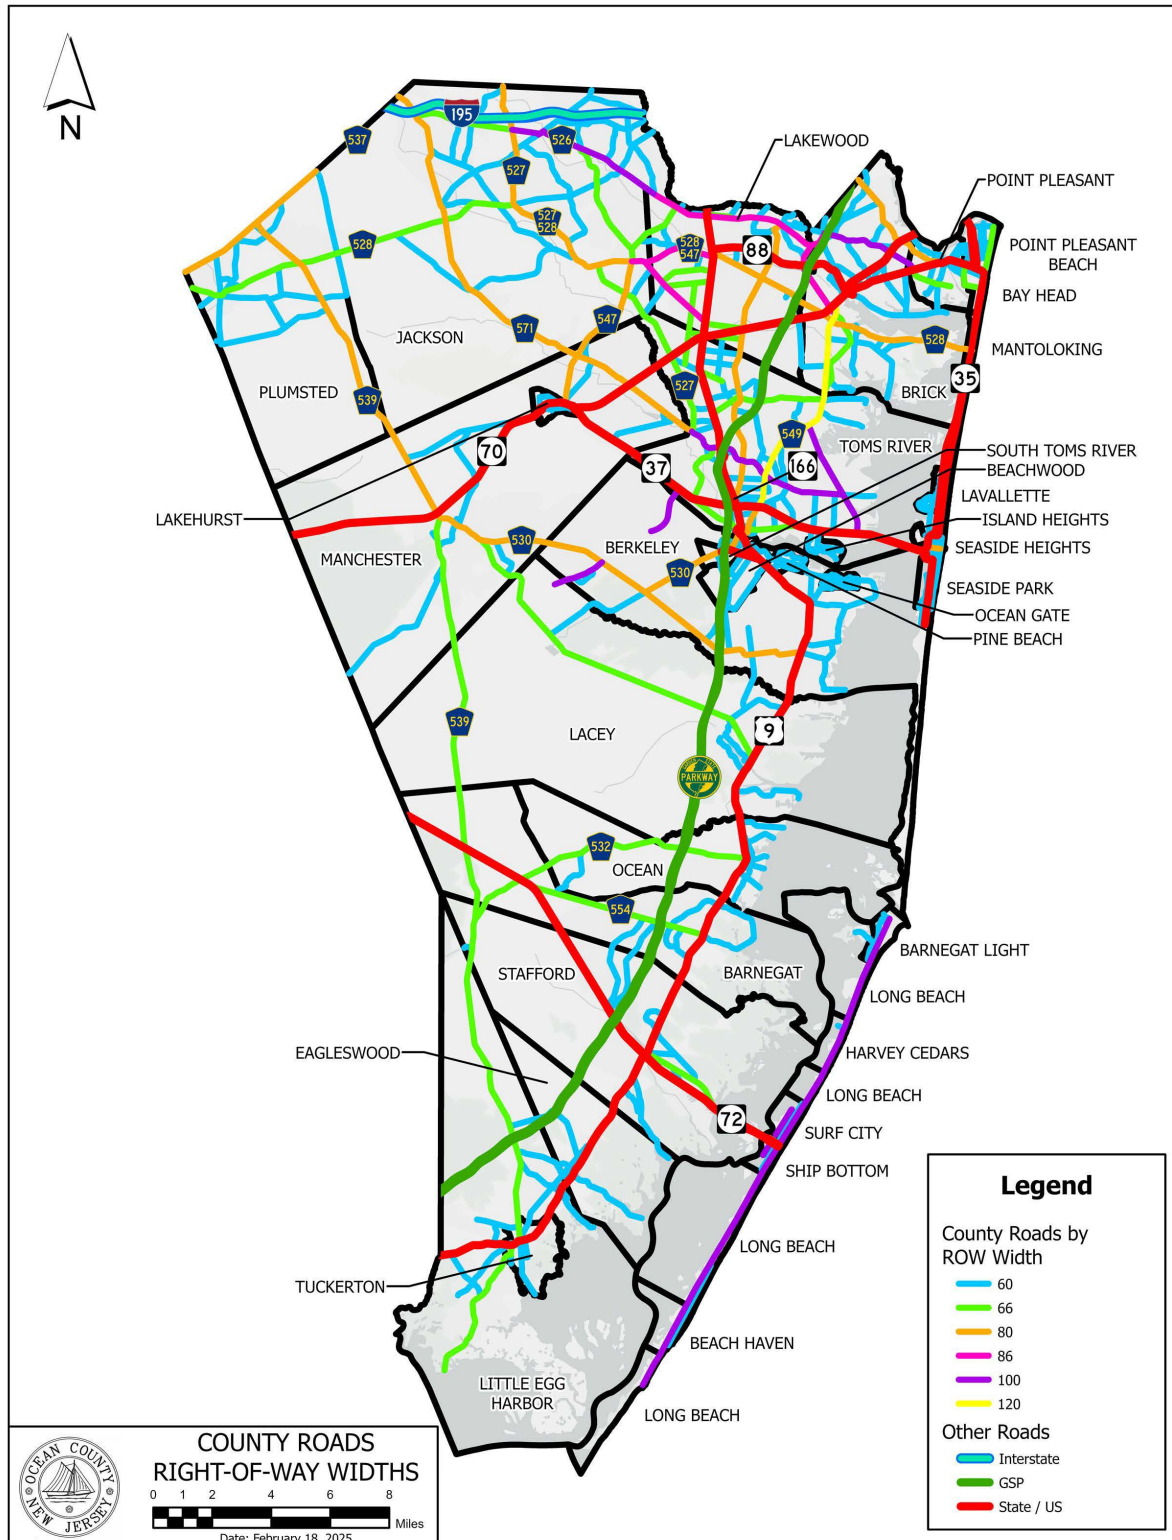 N
195
537
526
527
527
528
528
LAKEWOOD
POINT PLEASANT
POINT PLEASANT
BEACH
BAY HEAD
528
547
88
JACKSON
571
547
528
MANTOLOKING
PLUMSTED
539
527
35
BRICK
549
TOMS RIVER
70
37
166
SOUTH TOMS RIVER
BEACHWOOD
LAVALLETTE
LAKEHURST
ISLAND HEIGHTS
MANCHESTER
530
BERKELEY
530
SEASIDE HEIGHTS
SEASIDE PARK
OCEAN GATE
PINE BEACH
539
LACEY
9
PARKWAY
532
OCEAN
554
STAFFORD
BARNEGAT
BARNEGAT LIGHT
LONG BEACH
EAGLESWOOD
HARVEY CEDARS
LONG BEACH
72
SURF CITY
SHIP BOTTOM
LONG BEACH
TUCKERTON
BEACH HAVEN
LITTLE EGG
HARBOR
LONG BEACH
Legend
County Roads by
ROW Width
60
66
80
86
100
120
Other Roads
Interstate
GSP
State / US
OCEAN COUNTY
NEW JERSEY
COUNTY ROADS
RIGHT-OF-WAY WIDTHS
0 1 2 4 6 8
Miles
Date: February 18, 2025